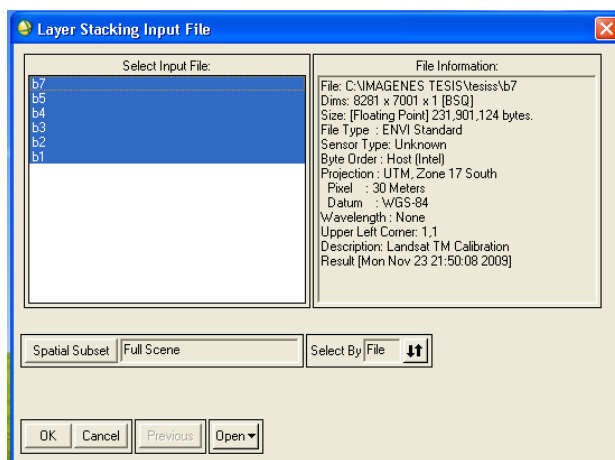 Layer Stacking Input File
Select Input File:
b7
b5
b4
b3
b2
b1
File Information:
File: C:\IMAGENES TESIS\tesiss\b7
Dims: 8281 x 7001 x 1 [BSQ]
Size: [Floating Point] 231,901,124 bytes.
File Type : ENVI Standard
Sensor Type: Unknown
Byte Order : Host (Intel)
Projection : UTM, Zone 17 South
Pixel : 30 Meters
Datum : WGS-84
Wavelength : None
Upper Left Corner: 1,1
Description: Landsat TM Calibration
Result [Mon Nov 23 21:50:08 2009]
Spatial Subset Full Scene
Select By File
OK Cancel Previous Open